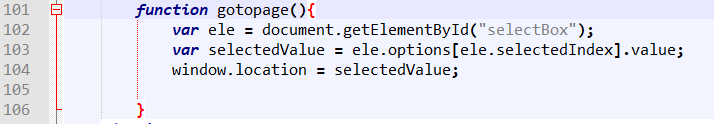 101 function gotopage(){
102 var ele = document.getElementById("selectBox");
103 var selectedValue = ele.options[ele.selectedIndex].value;
104 window.location = selectedValue;
105
106 }